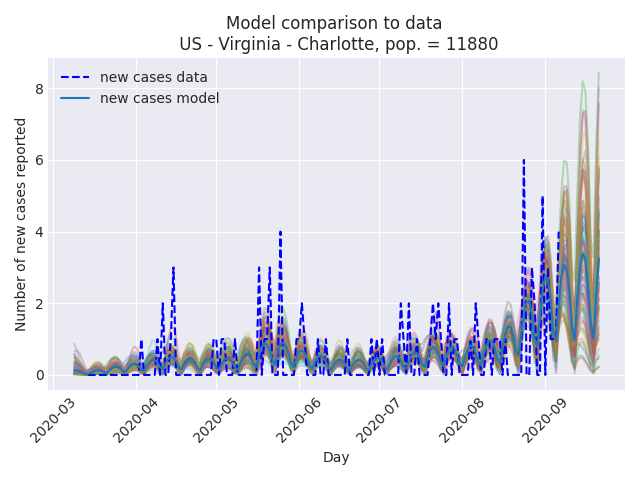 Model comparison to data
US - Virginia - Charlotte, pop. = 11880
new cases data
new cases model
Number of new cases reported
8
6
4
2
0
2020-03
2020-04
2020-05
2020-06
2020-07
2020-08
2020-09
Day